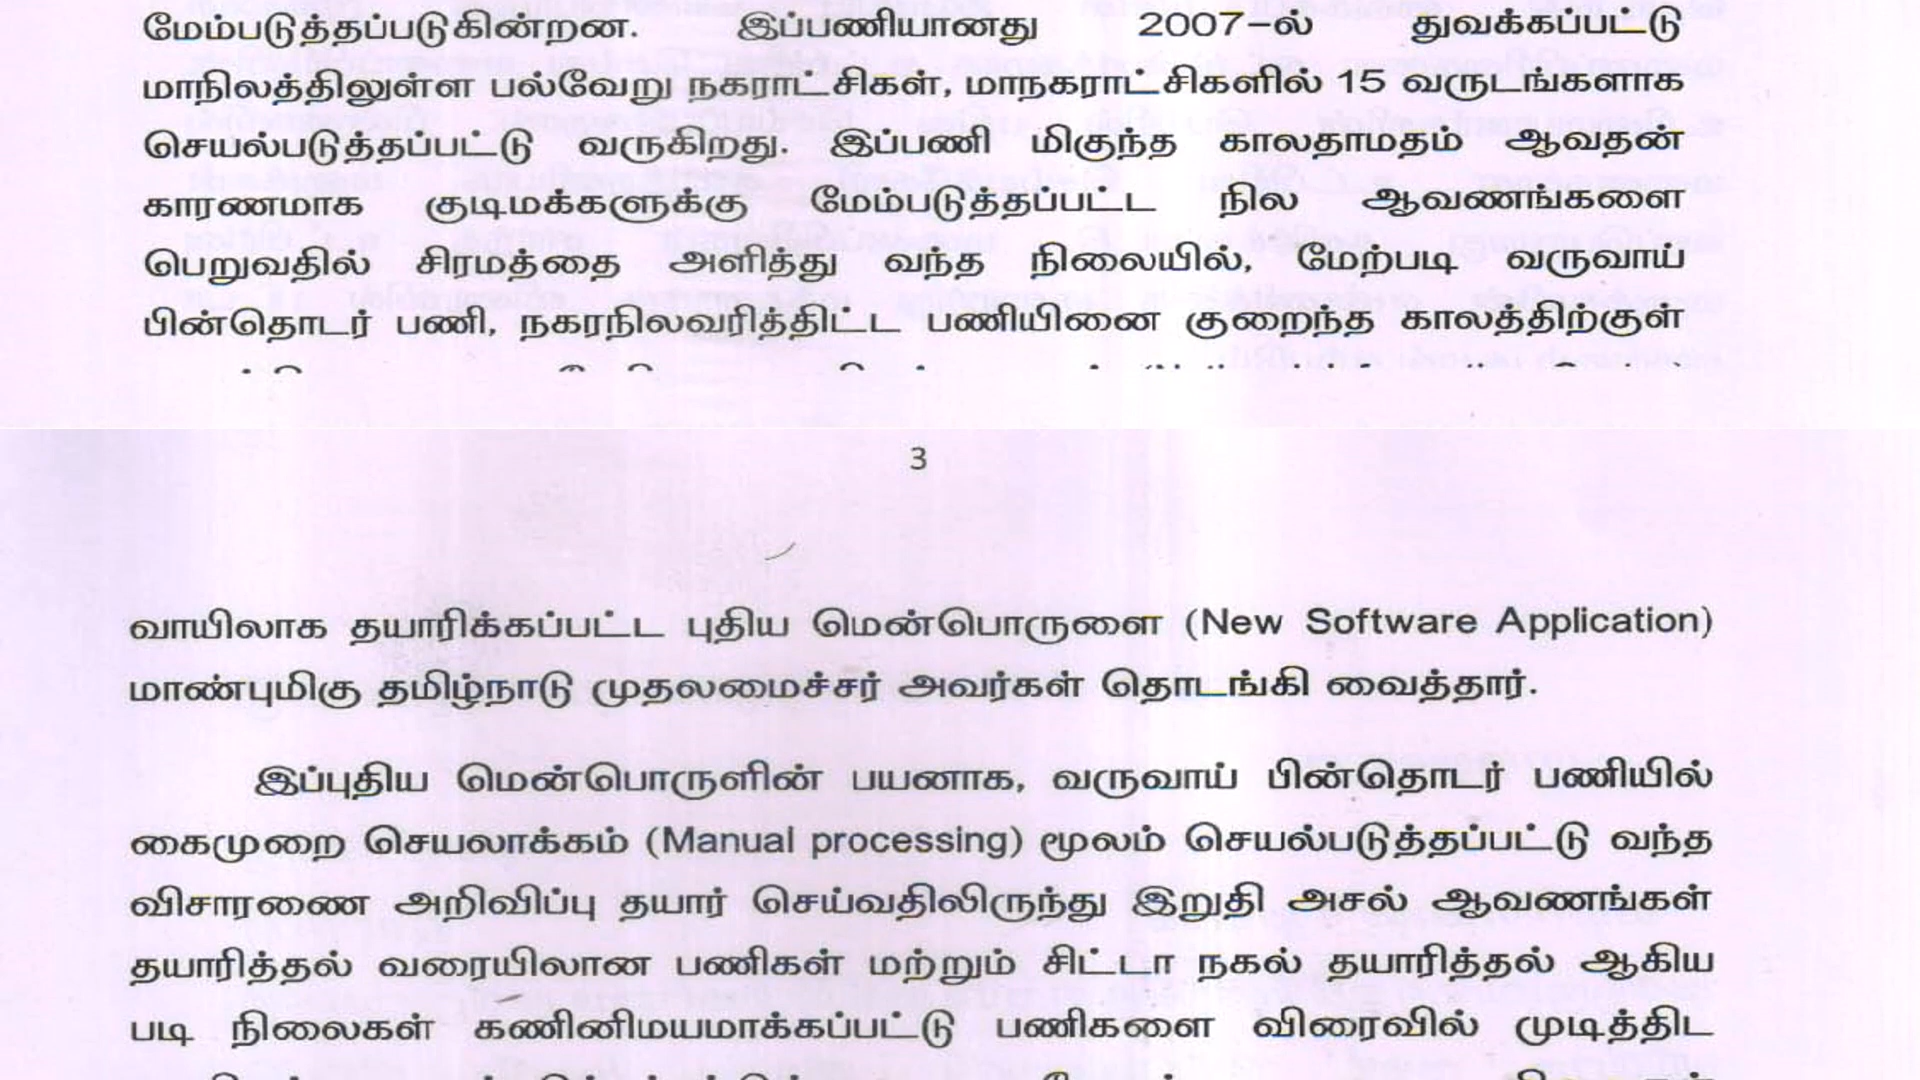 மேம்படுத்தப்படுகின்றன. இப்பணியானது 2007-ல் துவக்கப்பட்டு
மாநிலத்திலுள்ள பல்வேறு நகராட்சிகள், மாநகராட்சிகளில் 15 வருடங்களாக
செயல்படுத்தப்பட்டு வருகிறது. இப்பணி மிகுந்த காலதாமதம் ஆவதன்
காரணமாக குடிமக்களுக்கு மேம்படுத்தப்பட்ட நில ஆவணங்களை
பெறுவதில் சிரமத்தை அளித்து வந்த நிலையில், மேற்படி வருவாய்
பின்தொடர் பணி, நகரநிலவரித்திட்ட பணியினை குறைந்த காலத்திற்குள்
3
வாயிலாக தயாரிக்கப்பட்ட புதிய மென்பொருளை (New Software Application)
மாண்புமிகு தமிழ்நாடு முதலமைச்சர் அவர்கள் தொடங்கி வைத்தார்.
இப்புதிய மென்பொருளின் பயனாக, வருவாய் பின்தொடர் பணியில்
கைமுறை செயலாக்கம் (Manual processing) மூலம் செயல்படுத்தப்பட்டு வந்த
விசாரணை அறிவிப்பு தயார் செய்வதிலிருந்து இறுதி அசல் ஆவணங்கள்
தயாரித்தல் வரையிலான பணிகள் மற்றும் சிட்டா நகல் தயாரித்தல் ஆகிய
படி நிலைகள் கணினிமயமாக்கப்பட்டு பணிகளை விரைவில் முடித்திட